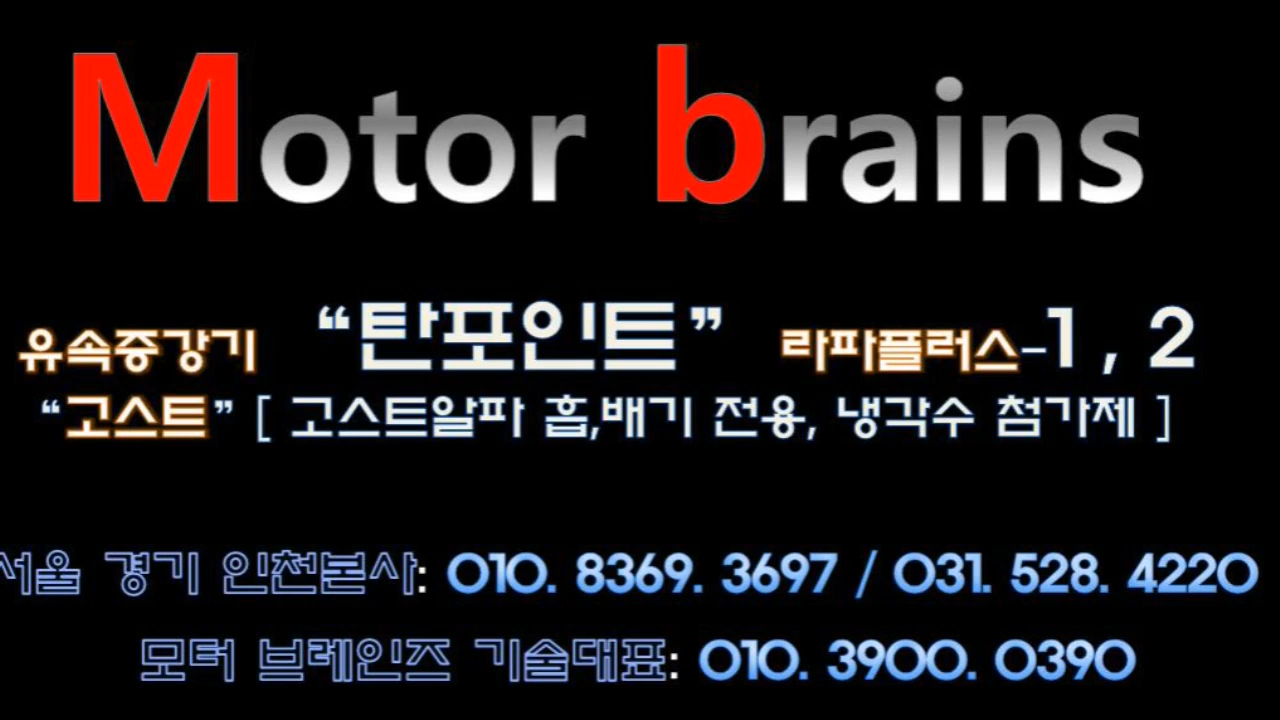 Motor brains
유속증강기 “탄포인트” 라파플러스-1 , 2
“고스트” [ 고스트알파 흡,배기 전용, 냉각수 첨가제 ]
서울 경기 인천본사: 010. 8369. 3697 / 031. 528. 4220
모터 브레인즈 기술대표: 010. 3900. 0390